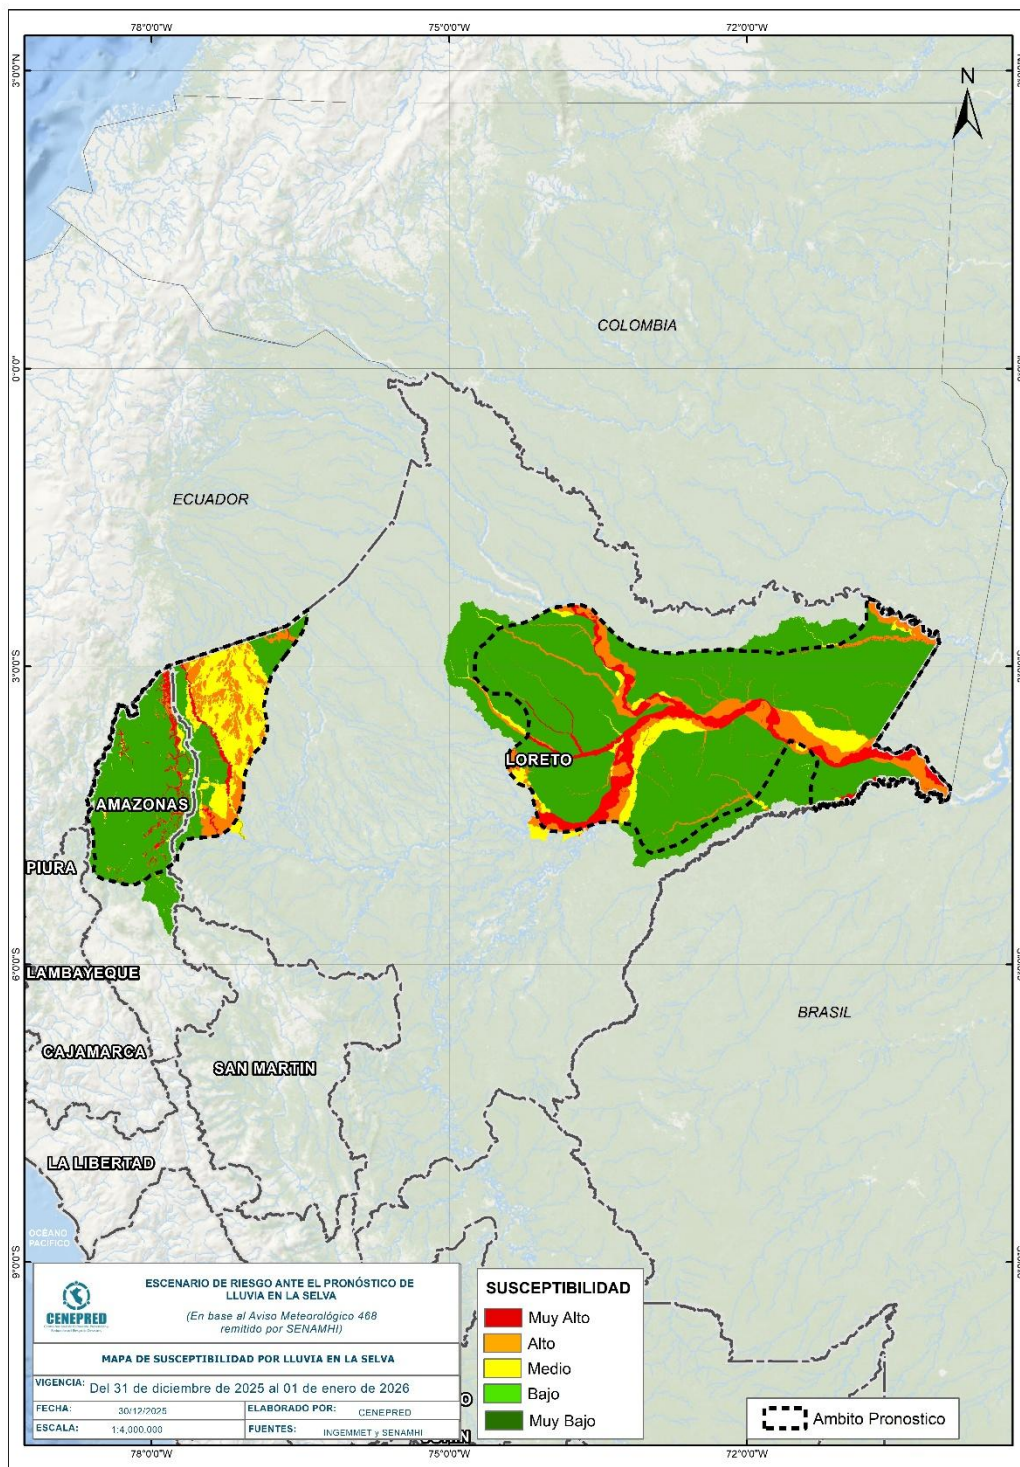 78°0'0"W 75°0'0"W 72°0'0"W
3°0'0"N
N
COLOMBIA
0°0'0"
ECUADOR
3°0'0"S
LORETO
AMAZONAS
PIURA
6°0'0"S
LAMBAYEQUE
BRASIL
CAJAMARCA
SAN MARTIN
LA LIBERTAD
OCÉANO
PACÍFICO
9°0'0"S
CENEPRED
ESCENARIO DE RIESGO ANTE EL PRONÓSTICO DE
LLUVIA EN LA SELVA
(En base al Aviso Meteorológico 468
remitido por SENAMHI)
MAPA DE SUSCEPTIBILIDAD POR LLUVIA EN LA SELVA
VIGENCIA: Del 31 de diciembre de 2025 al 01 de enero de 2026
FECHA: 30/12/2025 ELABORADO POR: CENEPRED
ESCALA: 1:4,000,000 FUENTES: INGEMMET y SENAMHI
SUSCEPTIBILIDAD
Muy Alto
Alto
Medio
Bajo
Muy Bajo
Ambito Pronostico
78°0'0"W 75°0'0"W 72°0'0"W